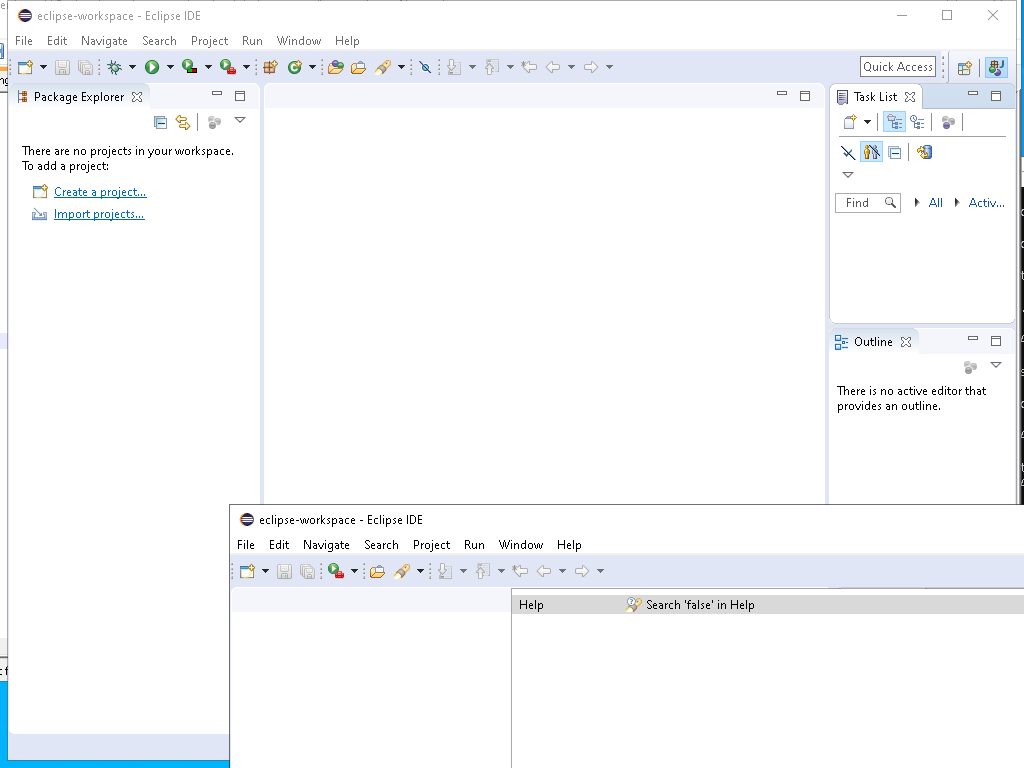 eclipse-workspace - Eclipse IDE
File Edit Navigate Search Project Run Window Help
Quick Access
Package Explorer
Task List
There are no projects in your workspace.
To add a project:
Create a project...
Import projects...
Find All Activ...
Outline
There is no active editor that
provides an outline.
eclipse-workspace - Eclipse IDE
File Edit Navigate Search Project Run Window Help
Help Search 'false' in Help